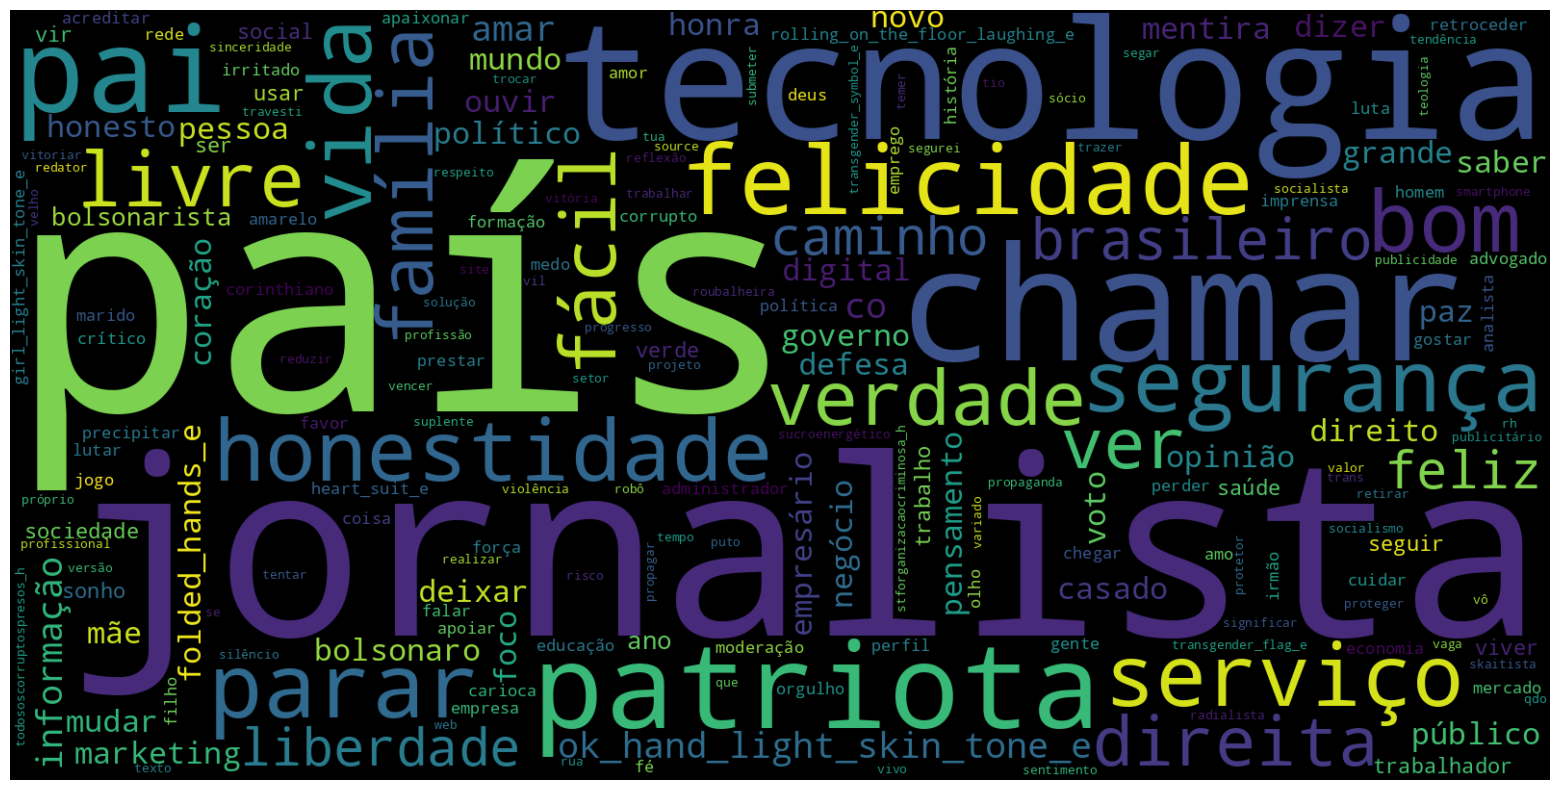 acreditar
apaixonar
honra
novo
mentira
dizer
retroceder
vir
rede
social
amar
rolling_on_the_floor_laughing_e
tendência
pai
sinceridade
vida
família
mundo
tecnologia
segar
irritado
trocar
amor
submeter
transgender_symbol_e
temer
história
tio
usar
ouvir
deus
sócio
luta
teologia
travesti
honesto
pessoa
político
tua
emprego
ser
source
segurei
trazer
grande
saber
vitoriar
redator
livre
reflexão
felicidade
girl_light_skin_tone_e
velho
respeito
trabalhar
vitória
socialista
homem
smartphone
imprensa
bolsonarista
amarelo
formação
fácil
corrupto
caminho
brasileiro
bom
país
coração
site
medo
vil
digital
publicidade
advogado
corinthiano
roubalheira
chamar
marido
solução
política
co
paz
analista
crítico
profissão
progresso
governo
gostar
reduzir
prestar
verde
projeto
defesa
vencer
setor
verdade
segurança
precipitar
lutar
folded_hands_e
honestidade
favor
suplente
sucroenergético
ver
direito
rh
publicitário
opinião
jogo
valor
trans
feliz
próprio
heart_suit_e
violência
robô
administrador
empresário
negócio
stforganizacaocriminosa_h
trabalho
pensamento
propaganda
variado
voto
perder
saúde
retirar
sociedade
profissional
jornalista
coisa
tempo
puto
socialismo
seguir
força
chegar
amo
protetor
irmão
versão
todososcorruptospresos_h
informação
sonho
tentar
realizar
risco
propagar
olho
casado
cuidar
deixar
proteger
vô
mãe
falar
apoiar
foco
significar
silêncio
bolsonaro
educação
ano
moderação
perfil
gente
transgender_flag_e
economia
vaga
viver
filho
parar
carioca
empresa
patriota
que
orgulho
serviço
skaitista
mercado
qdo
mudar
web
radialista
marketing
liberdade
ok_hand_light_skin_tone_e
direita
público
texto
rua
fé
vivo
sentimento
trabalhador
se